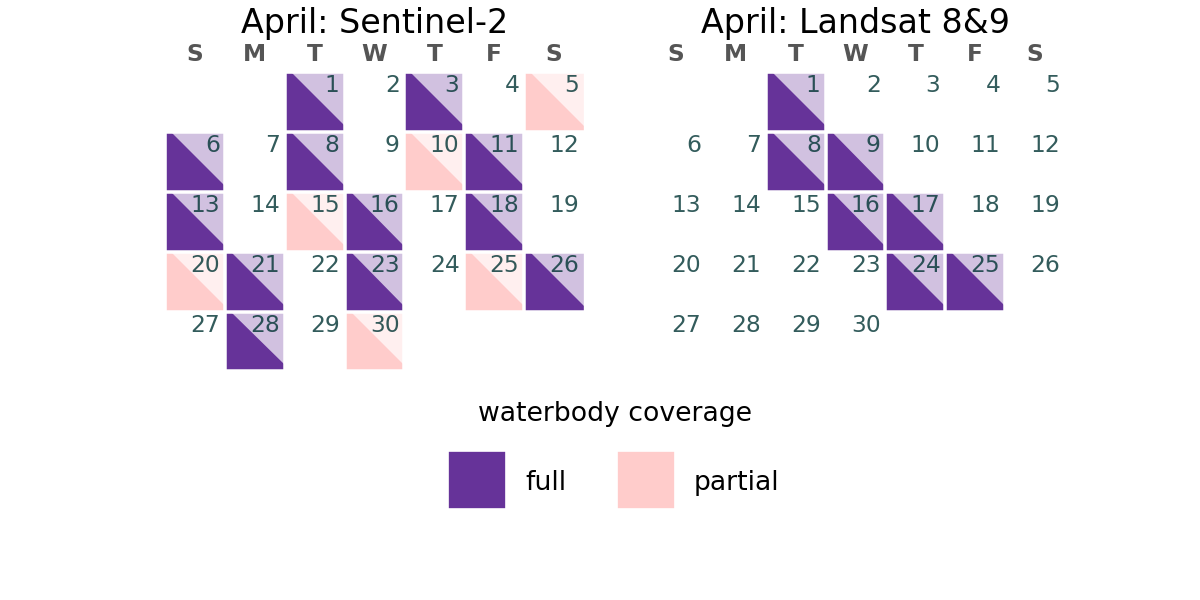 April: Sentinel-2
S M T W T F S
1 2 3 4 5
6 7 8 9 10 11 12
13 14 15 16 17 18 19
20 21 22 23 24 25 26
27 28 29 30
April: Landsat 8&9
S M T W T F S
1 2 3 4 5
6 7 8 9 10 11 12
13 14 15 16 17 18 19
20 21 22 23 24 25 26
27 28 29 30
waterbody coverage
full partial